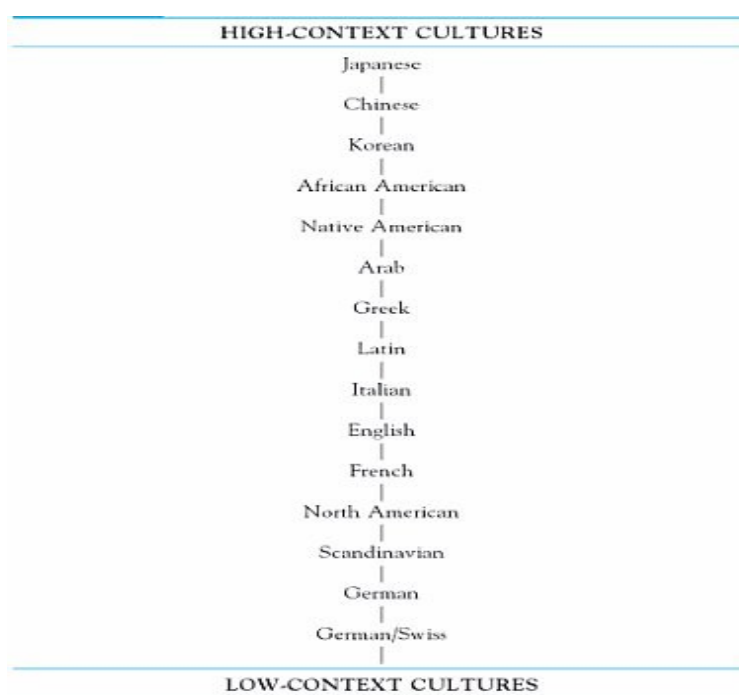 HIGH-CONTEXT CULTURES
Japanese
Chinese
Korean
African American
Native American
Arab
Greek
Latin
Italian
English
French
North American
Scandinavian
German
German/Swiss
LOW-CONTEXT CULTURES